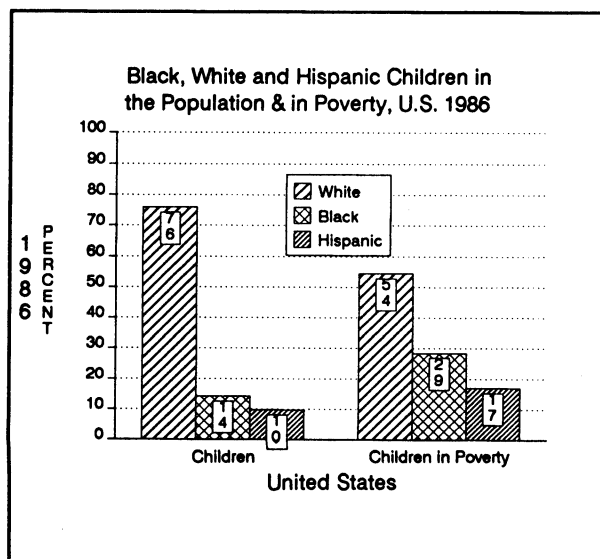 Black, White and Hispanic Children in
the Population & in Poverty, U.S. 1986
100
90
80
70
60
50
40
30
20
10
0
1986
PERCENT
White
Black
Hispanic
76
14
10
54
29
17
Children
Children in Poverty
United States